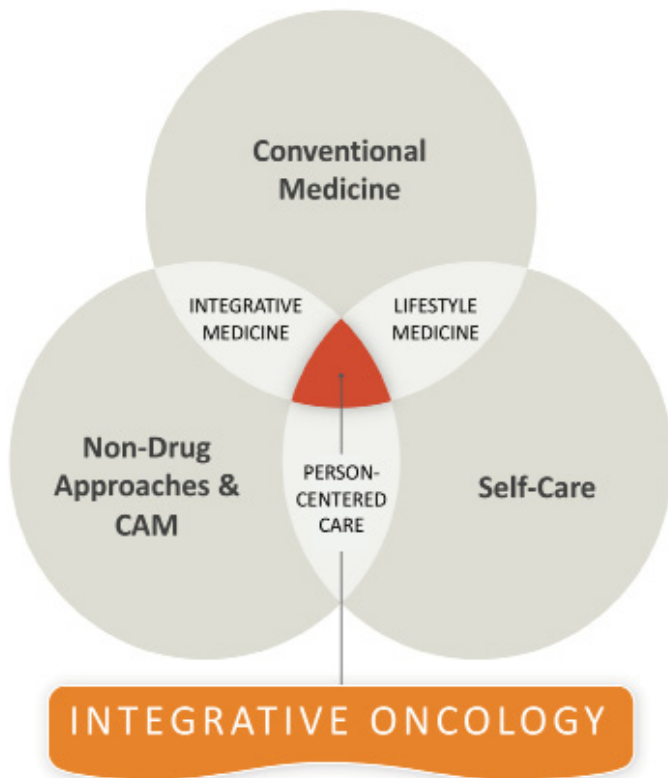 Conventional
Medicine
INTEGRATIVE
MEDICINE
LIFESTYLE
MEDICINE
Non-Drug
Approaches &
CAM
PERSON-
CENTERED
CARE
Self-Care
INTEGRATIVE ONCOLOGY